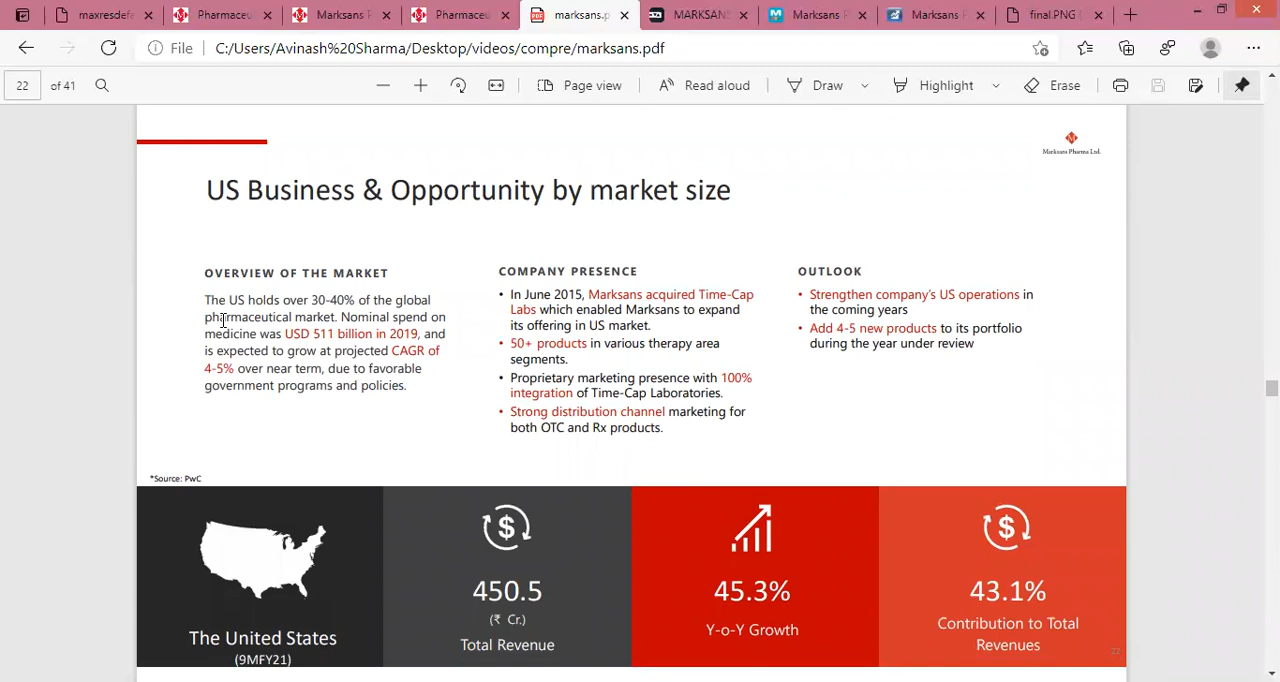 maxresdef
Pharmaceu
Marksans P
Pharmaceu
marksans.p
MARKSANS
Marksans P
Marksans P
final.PNG
File C:/Users/Avinash%20Sharma/Desktop/videos/compre/marksans.pdf
22 of 41
Page view
Read aloud
Draw
Highlight
Erase
Marksans Pharma Ltd.
US Business & Opportunity by market size
OVERVIEW OF THE MARKET
The US holds over 30-40% of the global
pharmaceutical market. Nominal spend on
medicine was USD 511 billion in 2019, and
is expected to grow at projected CAGR of
4-5% over near term, due to favorable
government programs and policies.
COMPANY PRESENCE
• In June 2015, Marksans acquired Time-Cap
Labs which enabled Marksans to expand
its offering in US market.
• 50+ products in various therapy area
segments.
• Proprietary marketing presence with 100%
integration of Time-Cap Laboratories.
• Strong distribution channel marketing for
both OTC and Rx products.
OUTLOOK
• Strengthen company's US operations in
the coming years
• Add 4-5 new products to its portfolio
during the year under review
*Source: PwC
The United States
(9MFY21)
450.5
(₹ Cr.)
Total Revenue
45.3%
Y-o-Y Growth
43.1%
Contribution to Total
Revenues
22